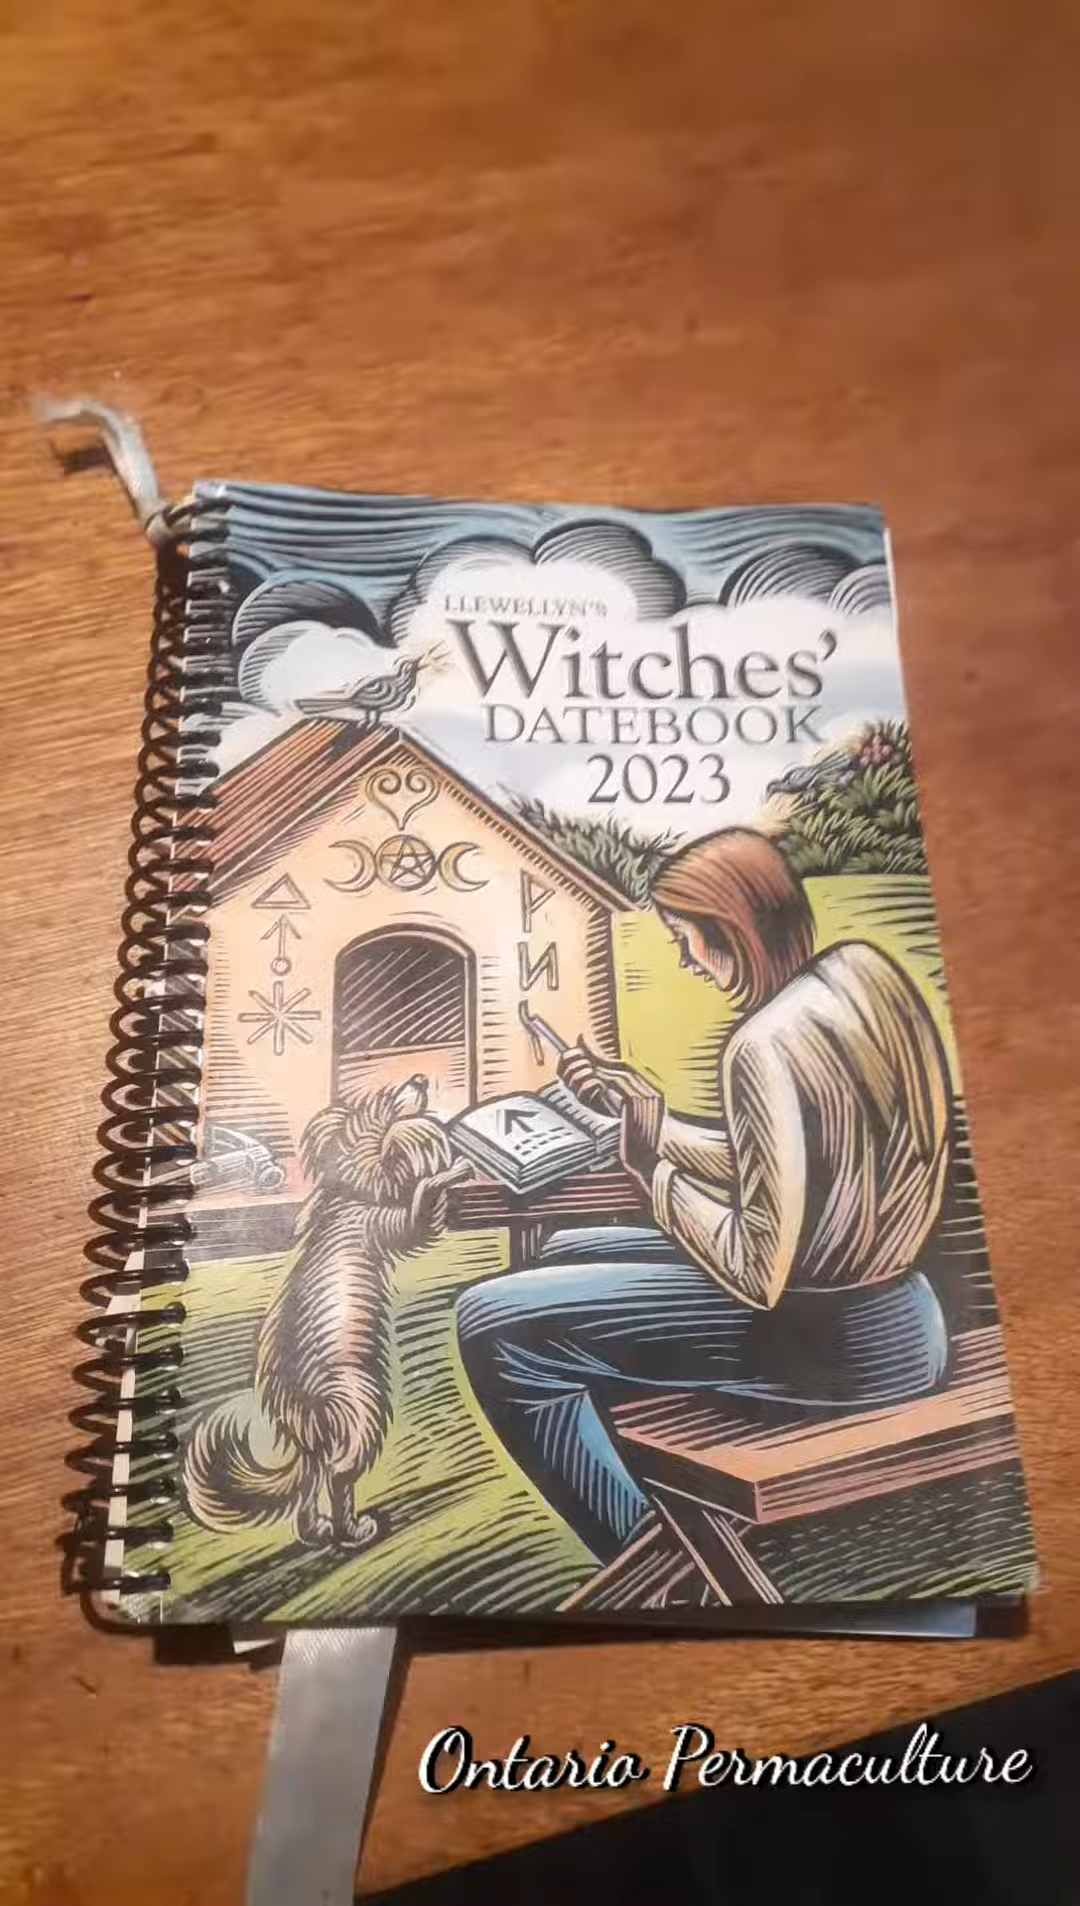 LLEWELLYN'S
Witches'
DATEBOOK
2023
Ontario Permaculture